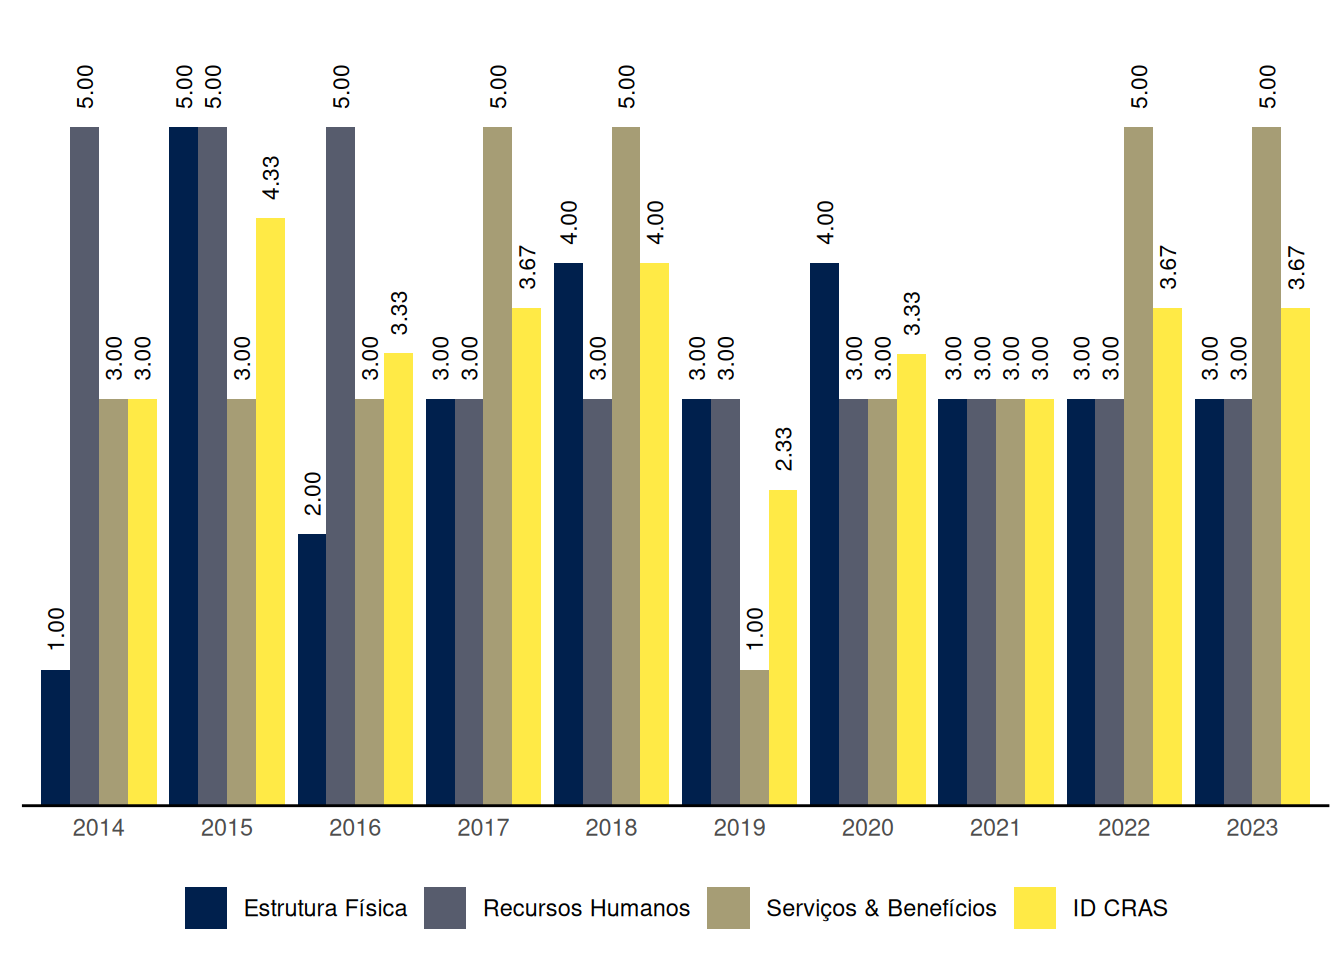 5.00 5.00 5.00 5.00 5.00 5.00 5.00 5.00
4.33
4.00 4.00 4.00
3.67 3.67 3.67
3.33 3.33
3.00 3.00 3.00 3.00 3.00 3.00 3.00 3.00 3.00 3.00 3.00 3.00 3.00 3.00 3.00 3.00 3.00 3.00 3.00 3.00
2.33
2.00
1.00 1.00
2014 2015 2016 2017 2018 2019 2020 2021 2022 2023
Estrutura Física Recursos Humanos Serviços & Benefícios ID CRAS